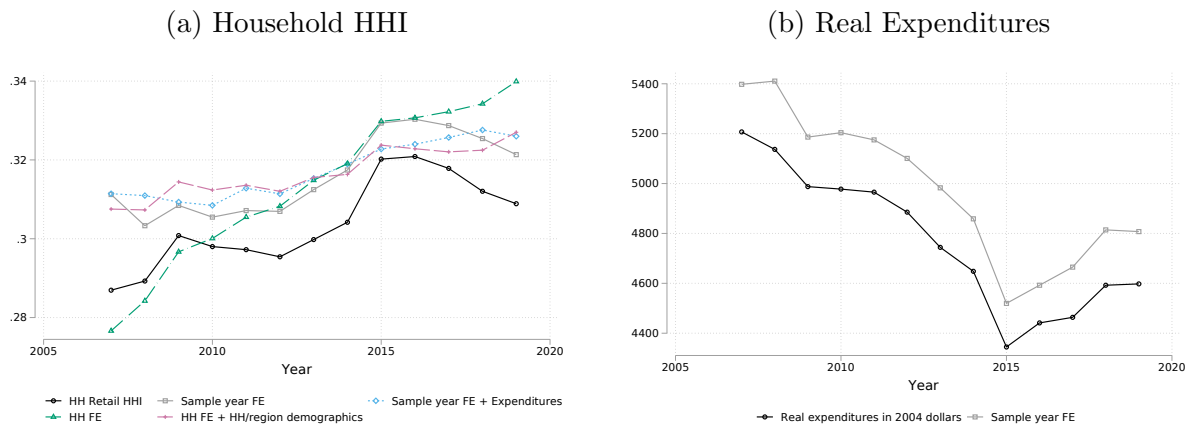 (a) Household HHI
.34
.32
.3
.28
2005
2010
2015
2020
Year
HH Retail HHI
Sample year FE
Sample year FE + Expenditures
HH FE
HH FE + HH/region demographics
(b) Real Expenditures
5400
5200
5000
4800
4600
4400
2005
2010
2015
2020
Year
Real expenditures in 2004 dollars
Sample year FE